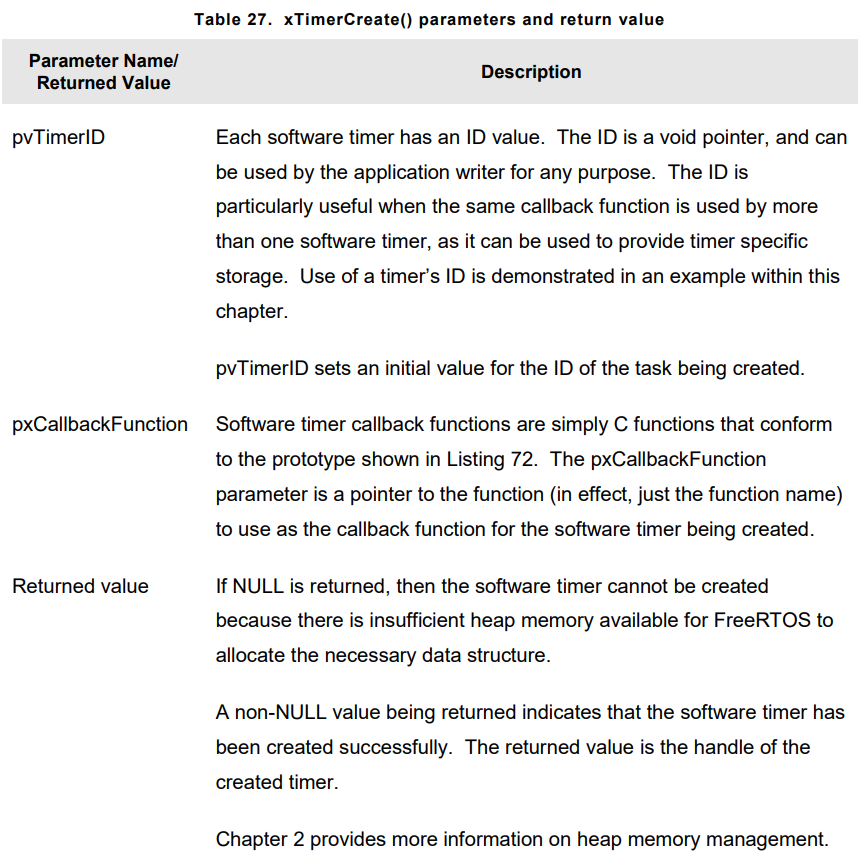 Table 27. xTimerCreate() parameters and return value
Parameter Name/
Returned Value
Description
pvTimerID
Each software timer has an ID value. The ID is a void pointer, and can
be used by the application writer for any purpose. The ID is
particularly useful when the same callback function is used by more
than one software timer, as it can be used to provide timer specific
storage. Use of a timer’s ID is demonstrated in an example within this
chapter.
pvTimerID sets an initial value for the ID of the task being created.
pxCallbackFunction
Software timer callback functions are simply C functions that conform
to the prototype shown in Listing 72. The pxCallbackFunction
parameter is a pointer to the function (in effect, just the function name)
to use as the callback function for the software timer being created.
Returned value
If NULL is returned, then the software timer cannot be created
because there is insufficient heap memory available for FreeRTOS to
allocate the necessary data structure.
A non-NULL value being returned indicates that the software timer has
been created successfully. The returned value is the handle of the
created timer.
Chapter 2 provides more information on heap memory management.